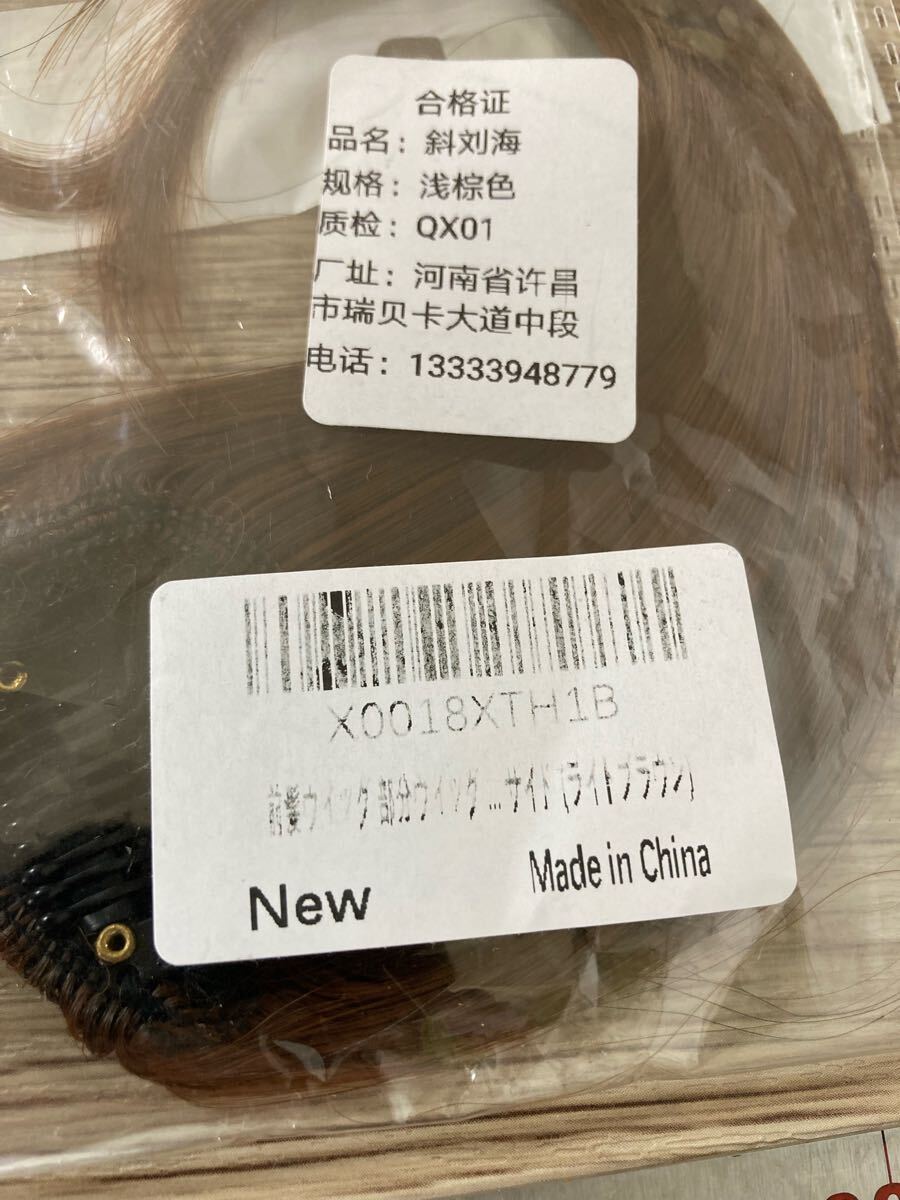 合格证
品名：斜刘海
规格：浅棕色
质检：QX01
厂址：河南省许昌
市瑞贝卡大道中段
电话：13333948779
X0018XTH1B
前髪ウイッグ 部分ウイッグ ... サイド (ライトブラウン)
New
Made in China